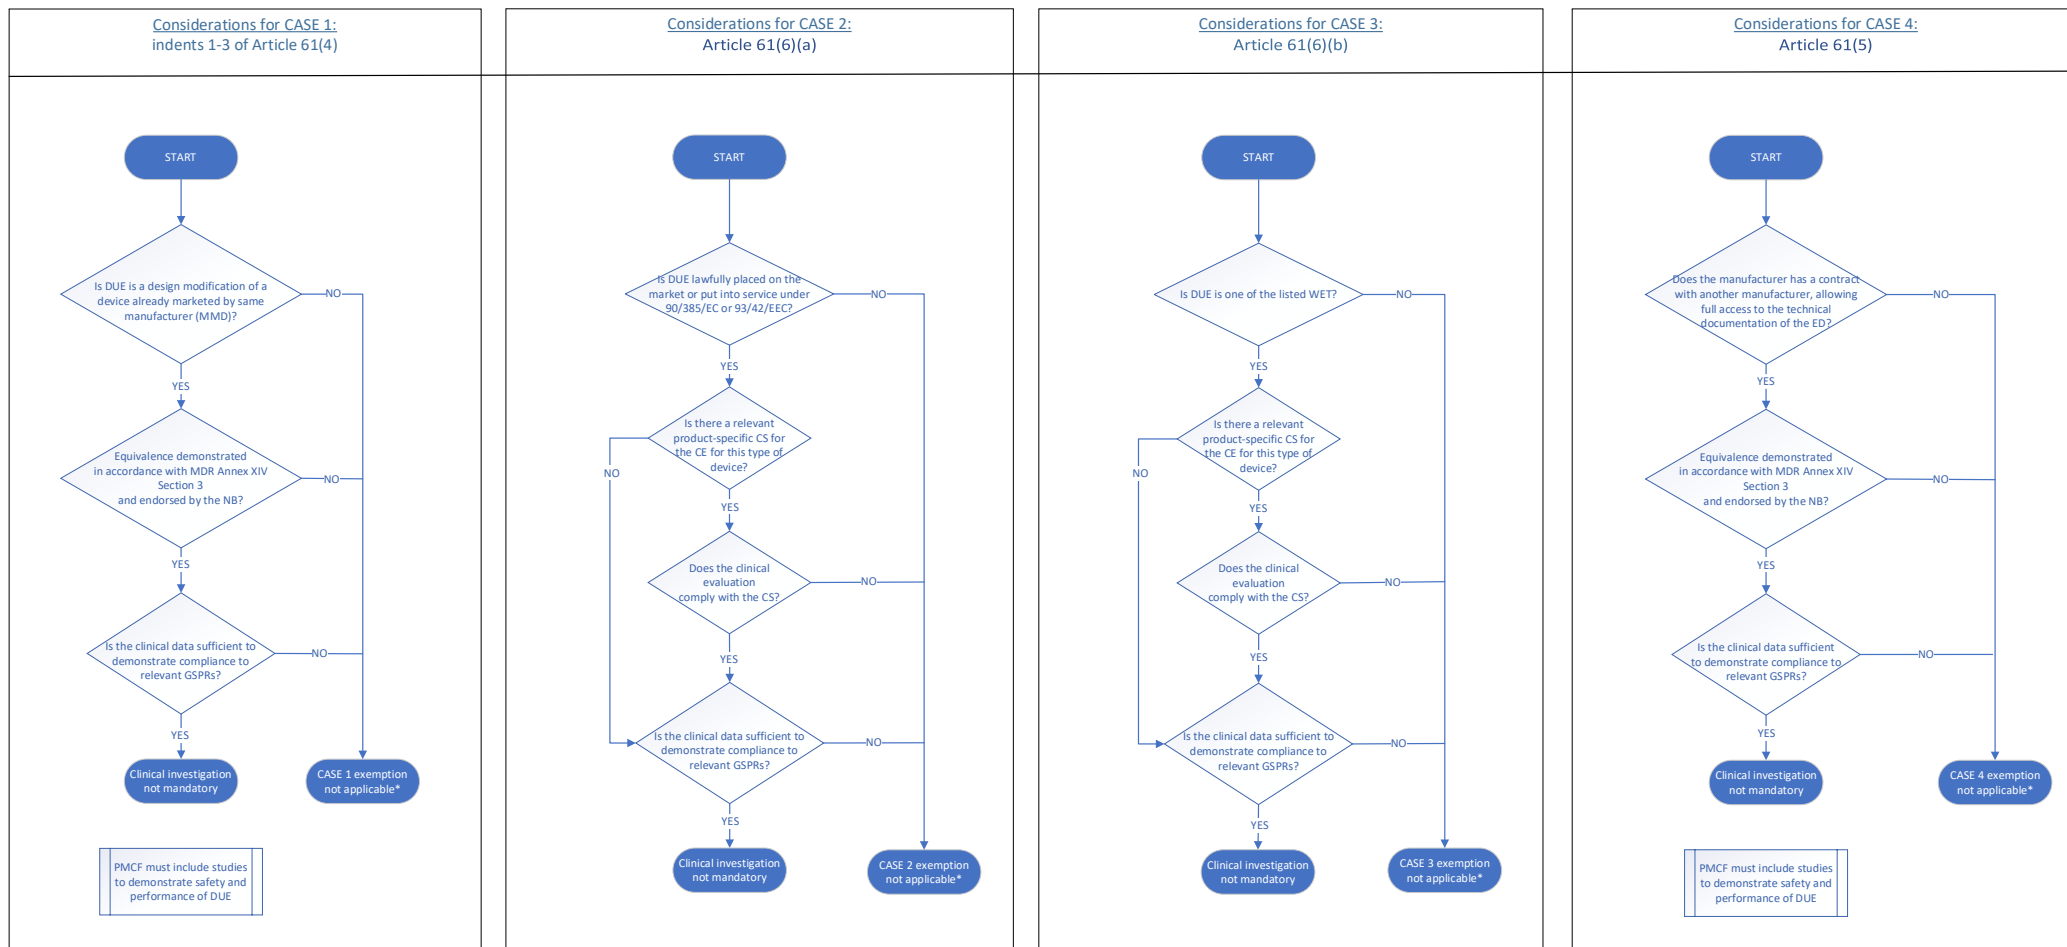 Considerations for CASE 1:
indents 1-3 of Article 61(4)
START
Is DUE is a design modification of a
device already marketed by same
manufacturer (MMD)?
NO
YES
Equivalence demonstrated
in accordance with MDR Annex XIV
Section 3
and endorsed by the NB?
NO
YES
Is the clinical data sufficient to
demonstrate compliance to
relevant GSPRs?
NO
YES
Clinical investigation
not mandatory
CASE 1 exemption
not applicable*
PMCF must include studies
to demonstrate safety and
performance of DUE
Considerations for CASE 2:
Article 61(6)(a)
START
Is DUE lawfully placed on the
market or put into service under
90/385/EC or 93/42/EEC?
NO
YES
Is there a relevant
product-specific CS for
the CE for this type of
device?
NO
YES
Does the clinical
evaluation
comply with the CS?
NO
YES
Is the clinical data sufficient to
demonstrate compliance to
relevant GSPRs?
NO
YES
Clinical investigation
not mandatory
CASE 2 exemption
not applicable*
Considerations for CASE 3:
Article 61(6)(b)
START
Is DUE is one of the listed WET?
NO
YES
Is there a relevant
product-specific CS for
the CE for this type of
device?
NO
YES
Does the clinical
evaluation
comply with the CS?
NO
YES
Is the clinical data sufficient to
demonstrate compliance to
relevant GSPRs?
NO
YES
Clinical investigation
not mandatory
CASE 3 exemption
not applicable*
Considerations for CASE 4:
Article 61(5)
START
Does the manufacturer has a contract
with another manufacturer, allowing
full access to the technical
documentation of the ED?
NO
YES
Equivalence demonstrated
in accordance with MDR Annex XIV
Section 3
and endorsed by the NB?
NO
YES
Is the clinical data sufficient
to demonstrate compliance to
relevant GSPRs?
NO
YES
Clinical investigation
not mandatory
CASE 4 exemption
not applicable*
PMCF must include studies
to demonstrate safety and
performance of DUE